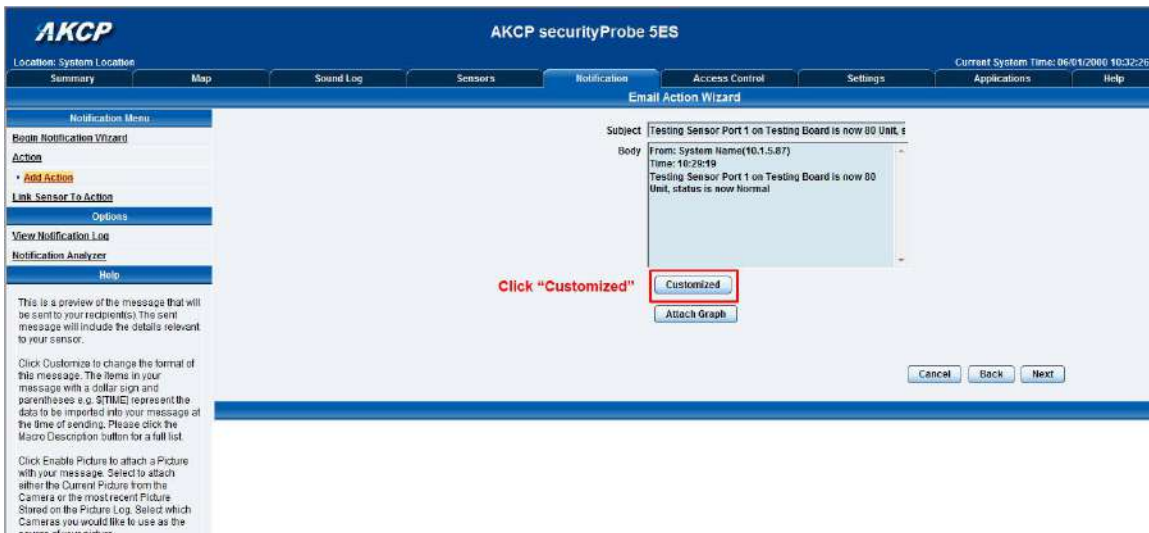 AKCP
AKCP securityProbe 5ES
Location: System Location
Current System Time: 06/01/2000 10:32:26
Summary
Map
Sound Log
Sensors
Notification
Access Control
Settings
Applications
Help
Email Action Wizard
Notification Menu
Begin Notification Wizard
Action
• Add Action
Link Sensor To Action
Options
View Notification Log
Notification Analyzer
Help
This is a preview of the message that will
be sent to your recipient(s).The sent
message will include the details relevant
to your sensor.
Click Customize to change the format of
this message. The items in your
message with a dollar sign and
parentheses e.g. $[TIME] represent the
data to be imported into your message at
the time of sending. Please click the
Macro Description button for a full list.
Click Enable Picture to attach a Picture
with your message. Select to attach
either the Current Picture from the
Camera or the most recent Picture
Stored on the Picture Log. Select which
Cameras you would like to use as the
Subject
Testing Sensor Port 1 on Testing Board is now 80 Unit, s
Body
From: System Name(10.1.5.87)
Time: 10:29:19
Testing Sensor Port 1 on Testing Board is now 80
Unit, status is now Normal
Click "Customized"
Customized
Attach Graph
Cancel
Back
Next